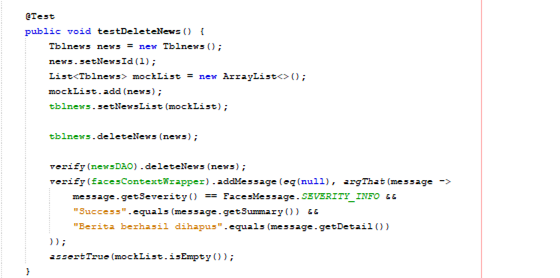 @Test
public void testDeleteNews() {
    Tblnews news = new Tblnews();
    news.setNewsId(1);
    List<Tblnews> mockList = new ArrayList<>();
    mockList.add(news);
    tblnews.setNewsList(mockList);

    tblnews.deleteNews(news);

    verify(newsDAO).deleteNews(news);
    verify(facesContextWrapper).addMessage(eq(null), argThat(message ->
        message.getSeverity() == FacesMessage.SEVERITY_INFO &&
        "Success".equals(message.getSummary()) &&
        "Berita berhasil dihapus".equals(message.getDetail())
    ));
    assertTrue(mockList.isEmpty());
}